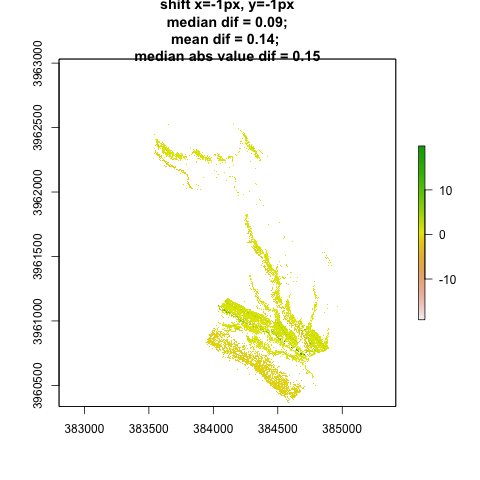 shift x=-1px, y=-1px
median dif = 0.09;
mean dif = 0.14;
median abs value dif = 0.15
3963000
3962500
3962000
3961500
3961000
3960500
10
0
-10
383000 383500 384000 384500 385000